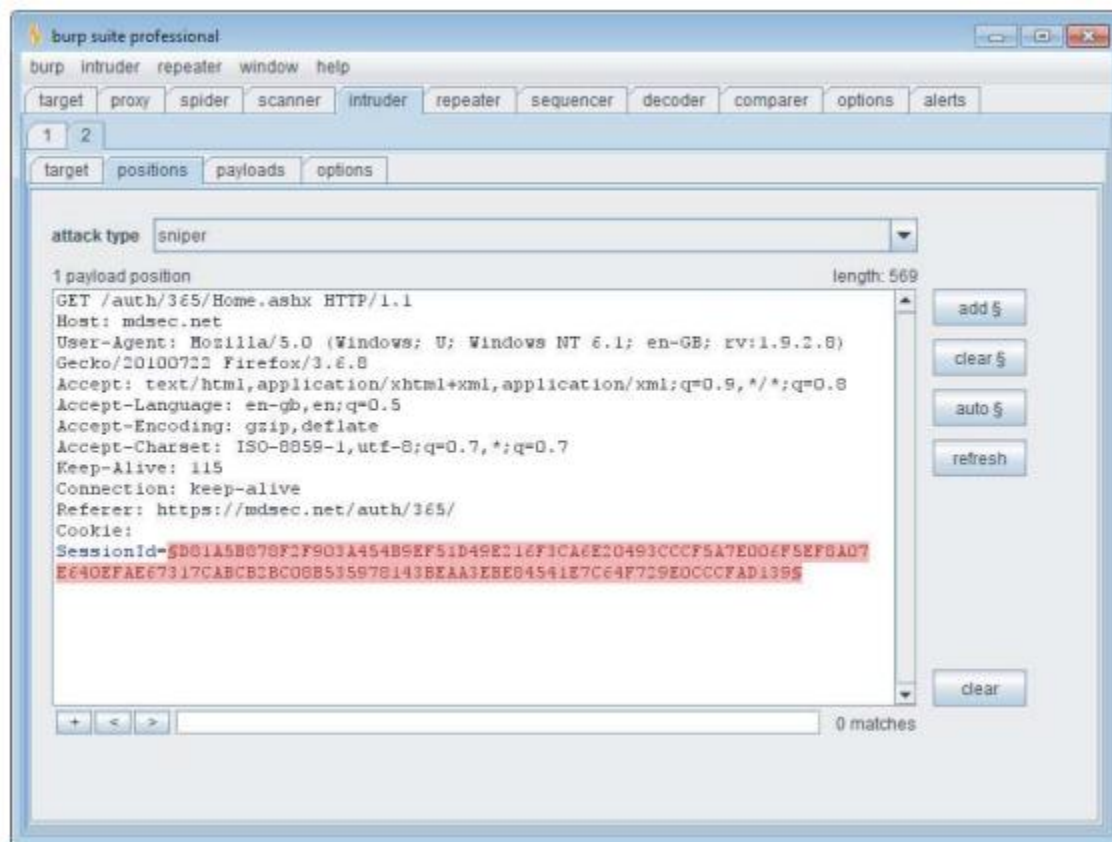 burp suite professional
burp intruder repeater window help
target proxy spider scanner intruder repeater sequencer decoder comparer options alerts
1 2
target positions payloads options
attack type sniper
1 payload position length: 569
GET /auth/365/Home.ashx HTTP/1.1
Host: mdsec.net
User-Agent: Mozilla/5.0 (Windows; U; Windows NT 6.1; en-GB; rv:1.9.2.8)
Gecko/20100722 Firefox/3.6.8
Accept: text/html,application/xhtml+xml,application/xml;q=0.9,*/*;q=0.8
Accept-Language: en-gb,en;q=0.5
Accept-Encoding: gzip,deflate
Accept-Charset: ISO-8859-1,utf-8;q=0.7,*;q=0.7
Keep-Alive: 115
Connection: keep-alive
Referer: https://mdsec.net/auth/365/
Cookie:
SessionId=§D81A5B878F2F903A454B9EF51D49E216F3CA6E20493CCCF5A7E006F5EF8A07
E640EFAE67317CABCB2BC08B535978143BEAA3EBE84541E7C64F729E0CCCFAD139§
add §
clear §
auto §
refresh
clear
+ < > 0 matches